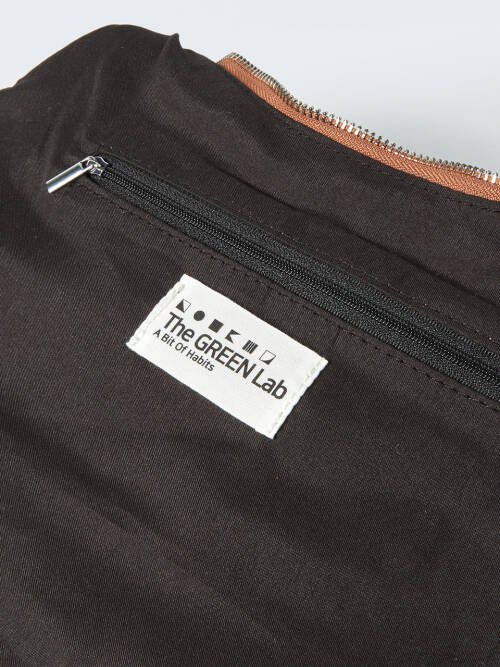 The GREEN Lab
A Bit Of Habits